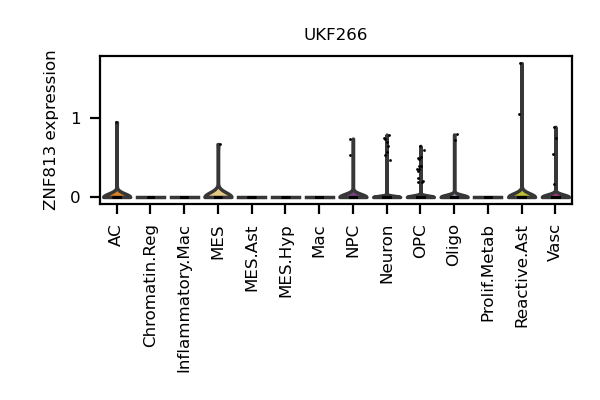 UKF266
ZNF813 expression
1
0
AC
Chromatin.Reg
Inflammatory.Mac
MES
MES.Ast
MES.Hyp
Mac
NPC
Neuron
OPC
Oligo
Prolif.Metab
Reactive.Ast
Vasc